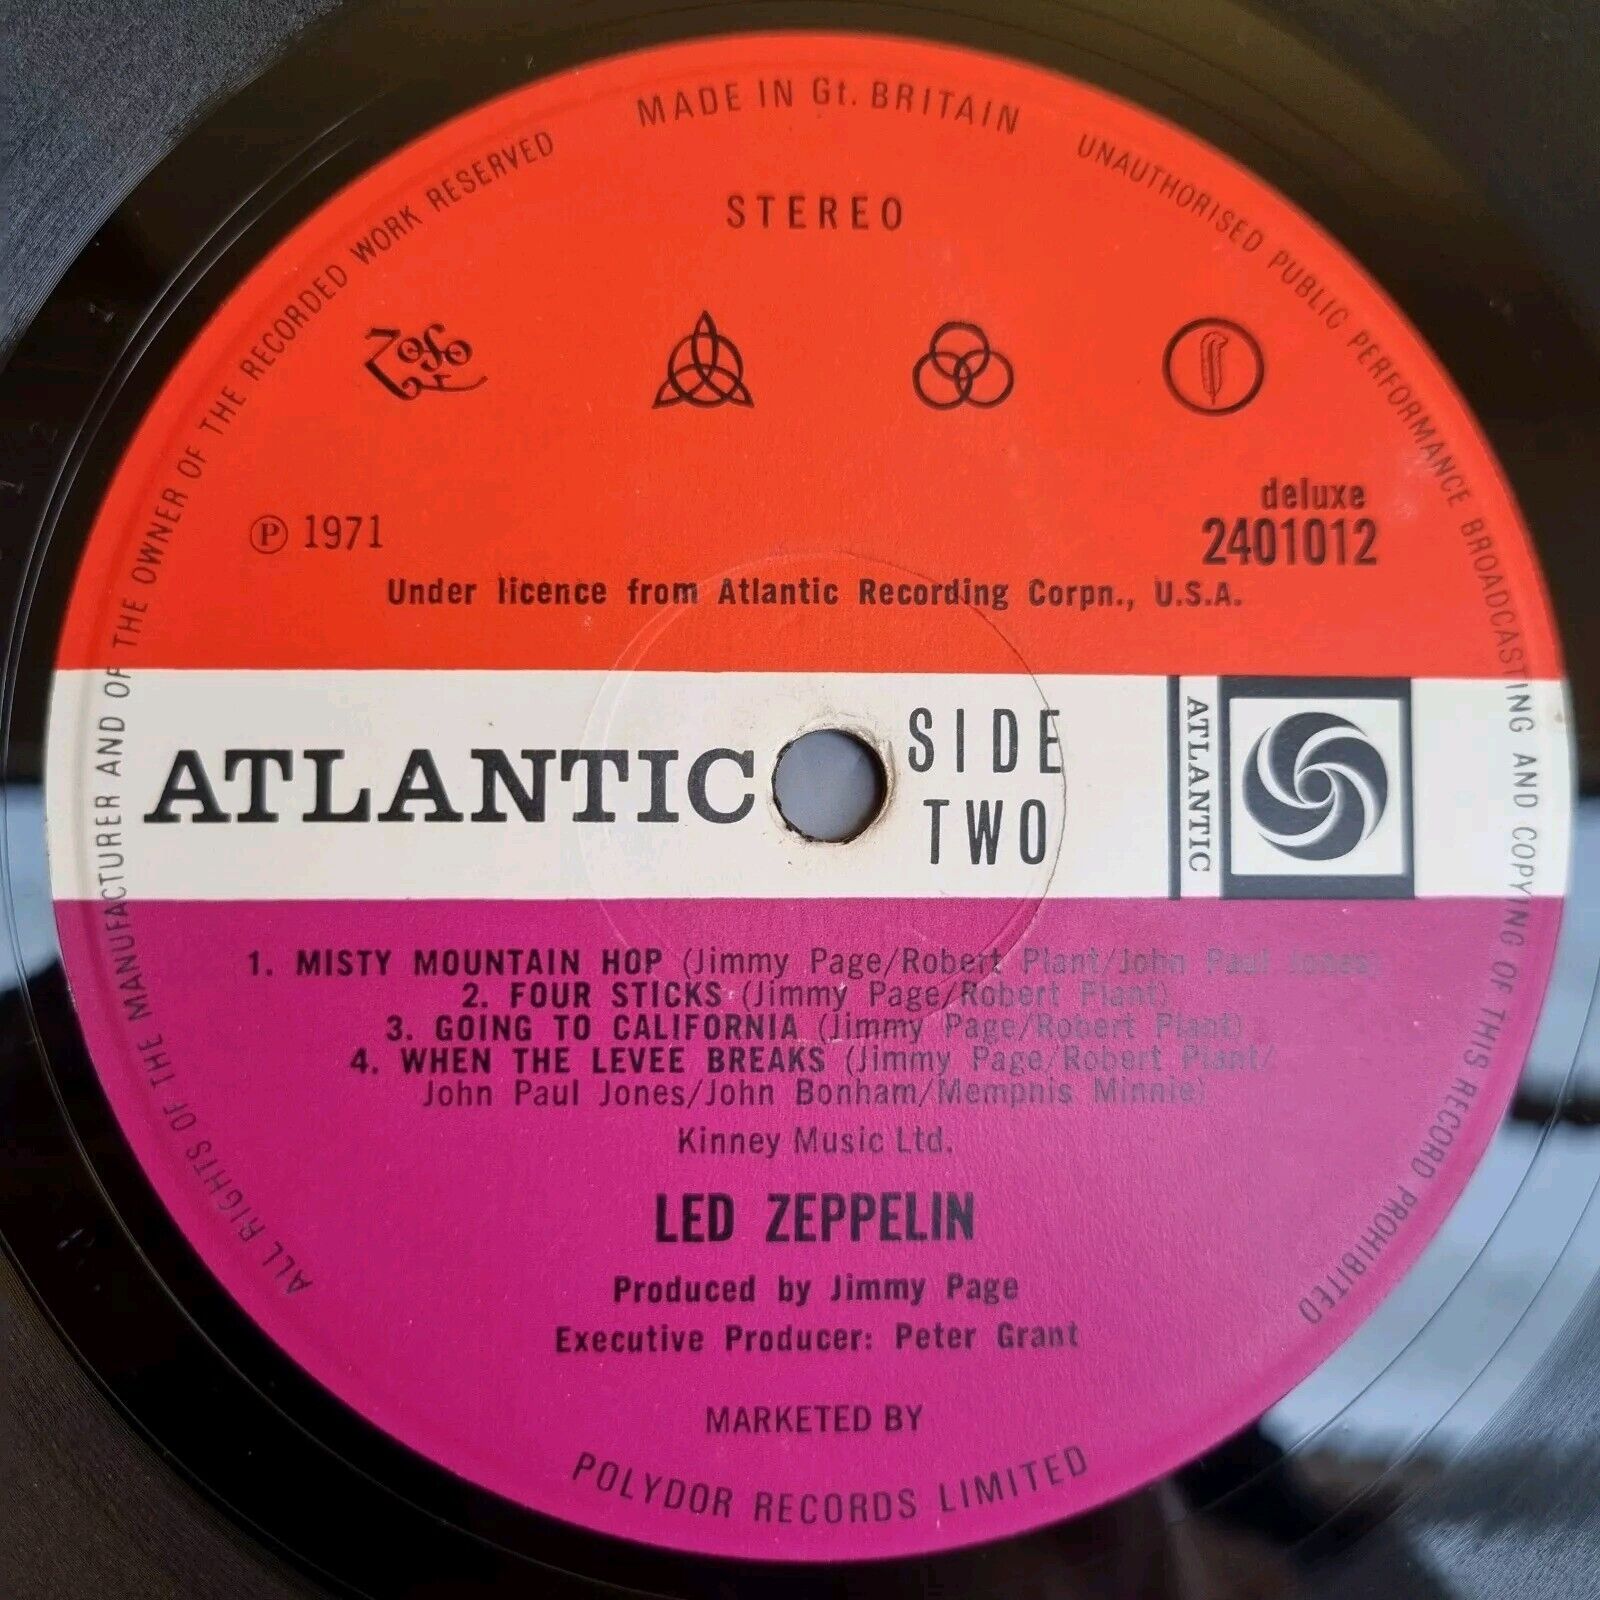 MADE IN Gt. BRITAIN
UNAUTHORISED PUBLIC PERFORMANCE BROADCASTING AND COPYING OF THIS RECORD PROHIBITED
ALL RIGHTS OF THE MANUFACTURER AND OF THE OWNER OF THE RECORDED WORK RESERVED
STEREO
ZoSo
deluxe
2401012
℗ 1971
Under licence from Atlantic Recording Corpn., U.S.A.
ATLANTIC
SIDE
TWO
ATLANTIC
1. MISTY MOUNTAIN HOP (Jimmy Page/Robert Plant/John Paul Jones)
2. FOUR STICKS (Jimmy Page/Robert Plant)
3. GOING TO CALIFORNIA (Jimmy Page/Robert Plant)
4. WHEN THE LEVEE BREAKS (Jimmy Page/Robert Plant/
John Paul Jones/John Bonham/Memphis Minnie)
Kinney Music Ltd.
LED ZEPPELIN
Produced by Jimmy Page
Executive Producer: Peter Grant
MARKETED BY
POLYDOR RECORDS LIMITED